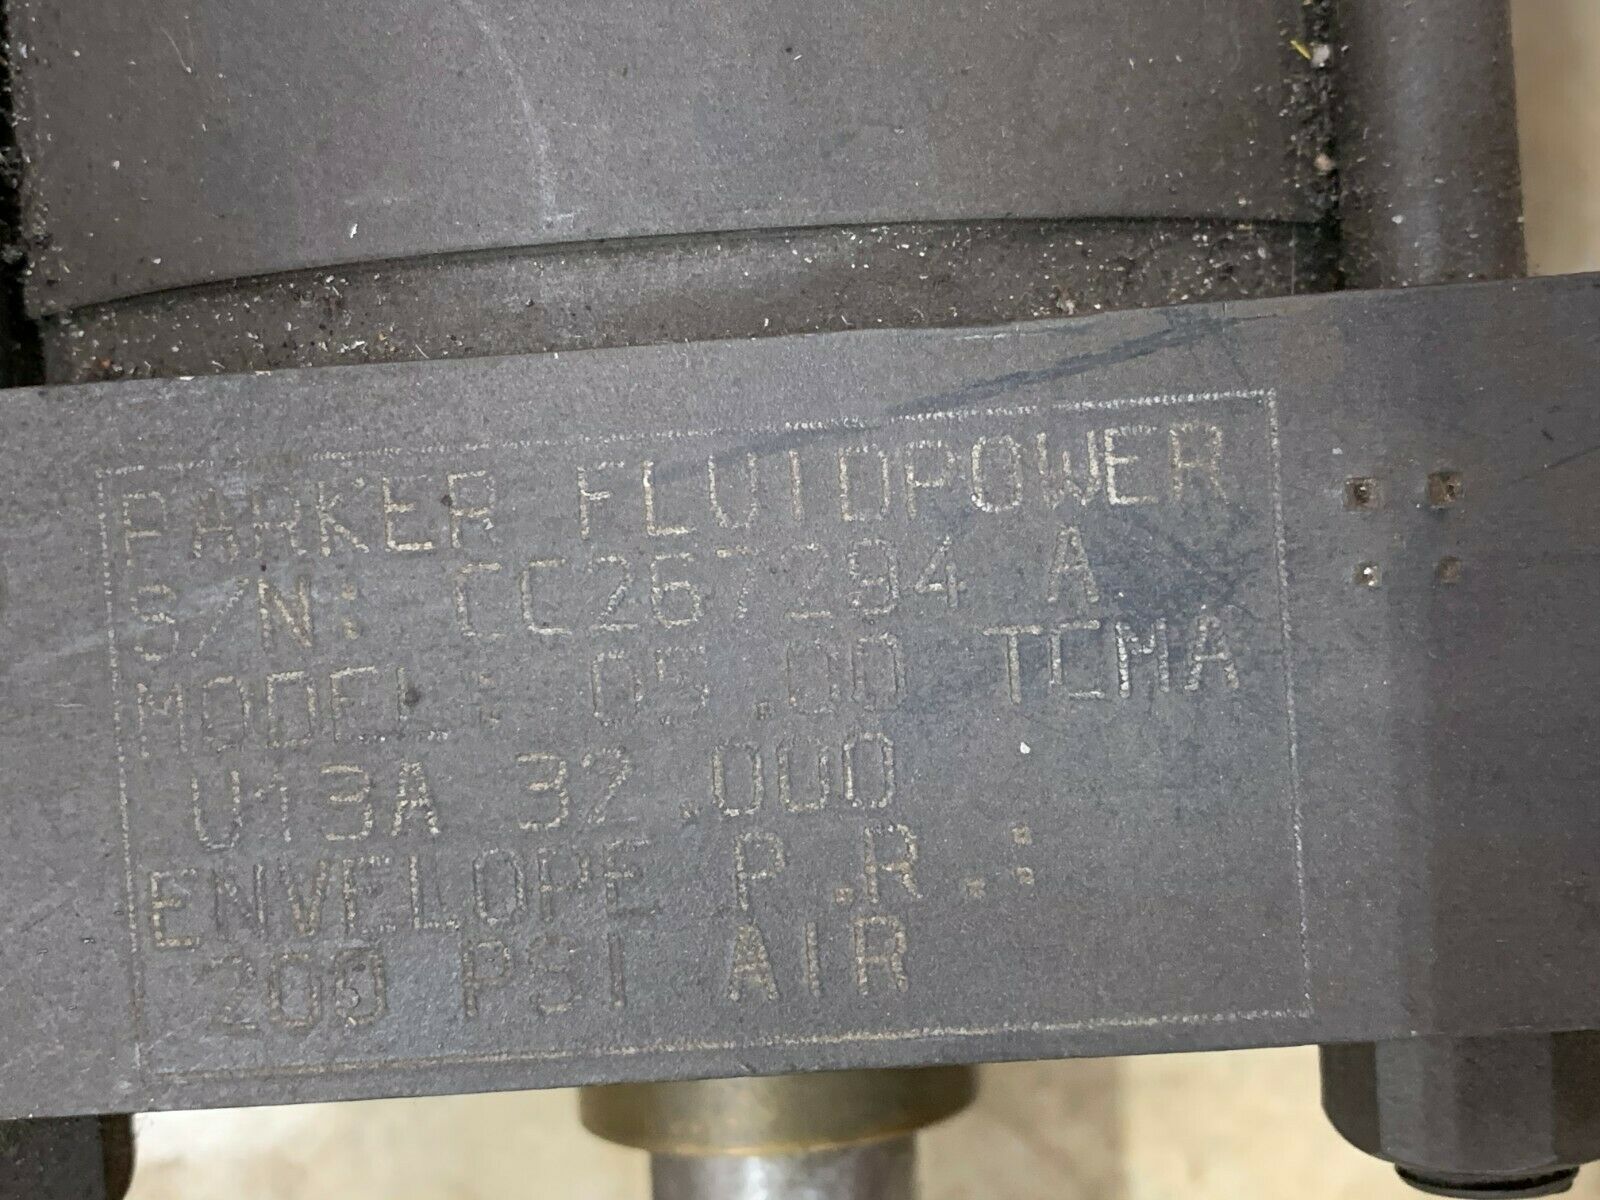 PARKER FLUIDPOWER
S/N: CC267294 A
MODEL: 05.00 TCMA
U13A 32.000
ENVELOPE P.R.:
200 PSI AIR